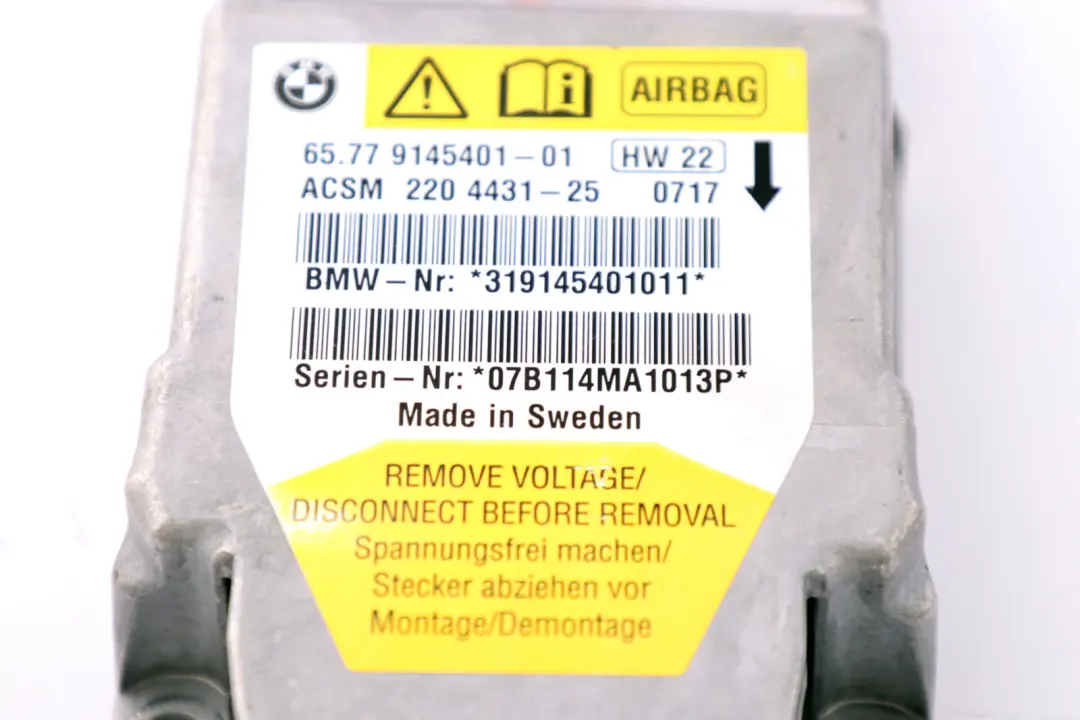 AIRBAG
65.77 9145401-01 HW 22
ACSM 220 4431-25 0717
BMW-Nr: *319145401011*
Serien-Nr: *07B114MA1013P*
Made in Sweden
REMOVE VOLTAGE/
DISCONNECT BEFORE REMOVAL
Spannungsfrei machen/
Stecker abziehen vor
Montage/Demontage